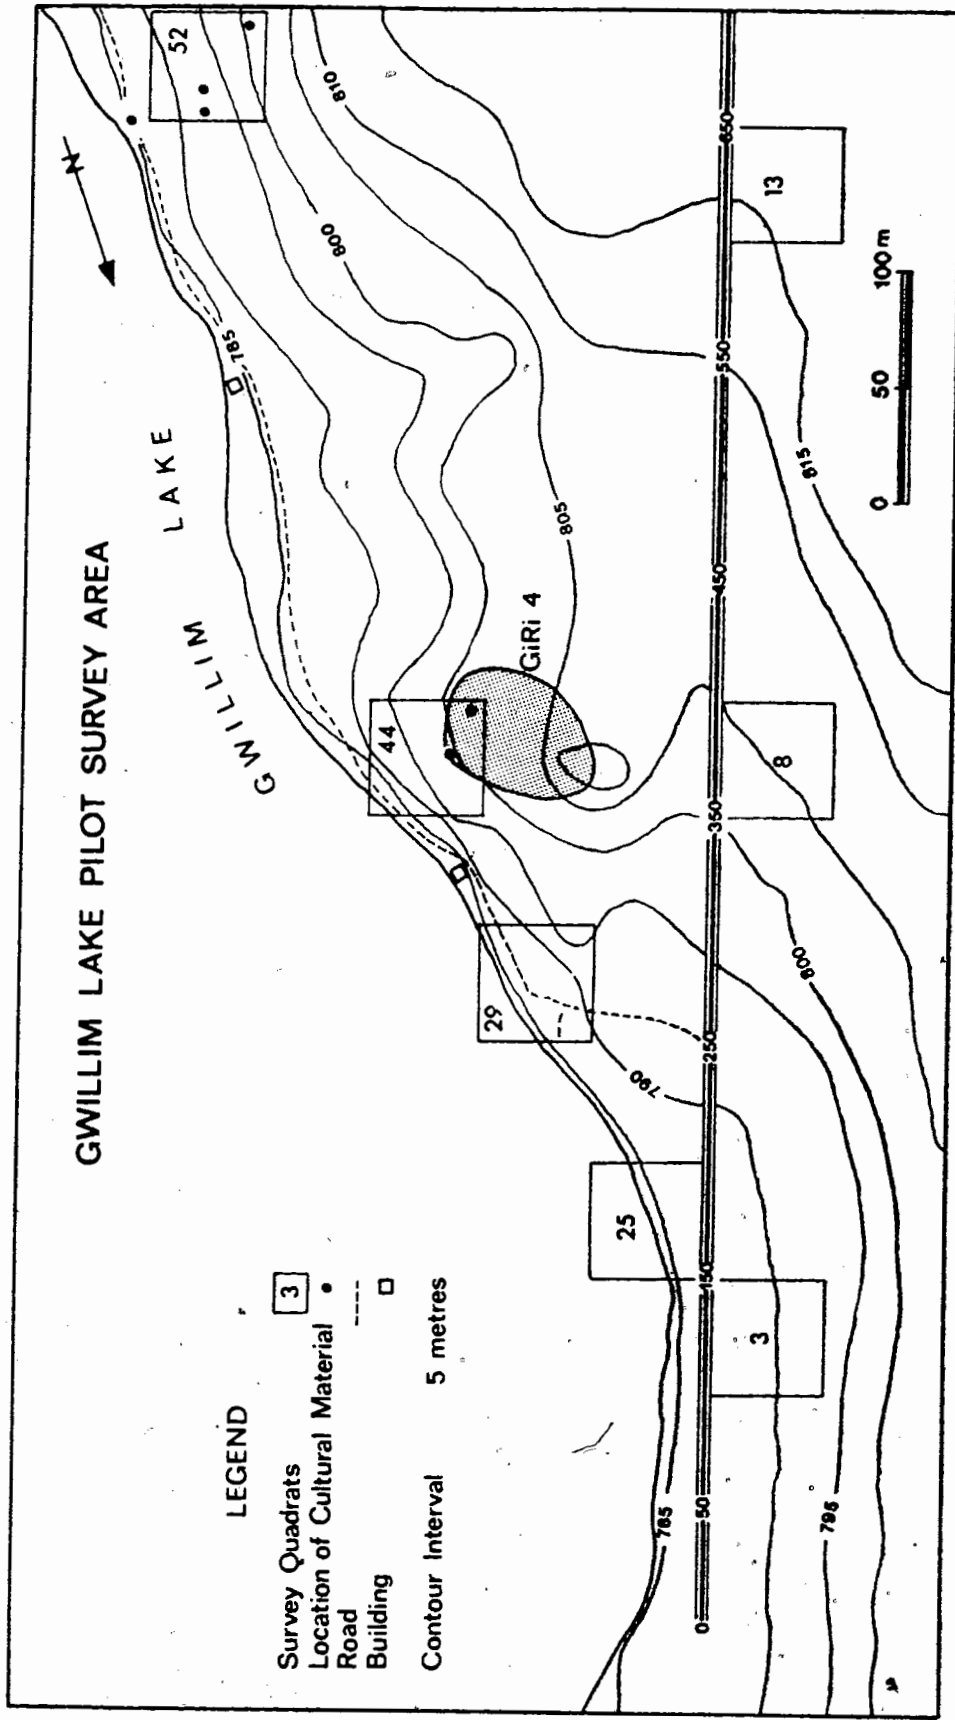 GWILLIM LAKE PILOT SURVEY AREA
LEGEND
Survey Quadrats 3
Location of Cultural Material
Road
Building
Contour Interval 5 metres
GWILLIM LAKE
N
52
44
29
25
3
8
13
GiRi 4
785
785
790
795
800
800
805
810
815
0
50
150
250
350
450
550
650
0 50 100 m